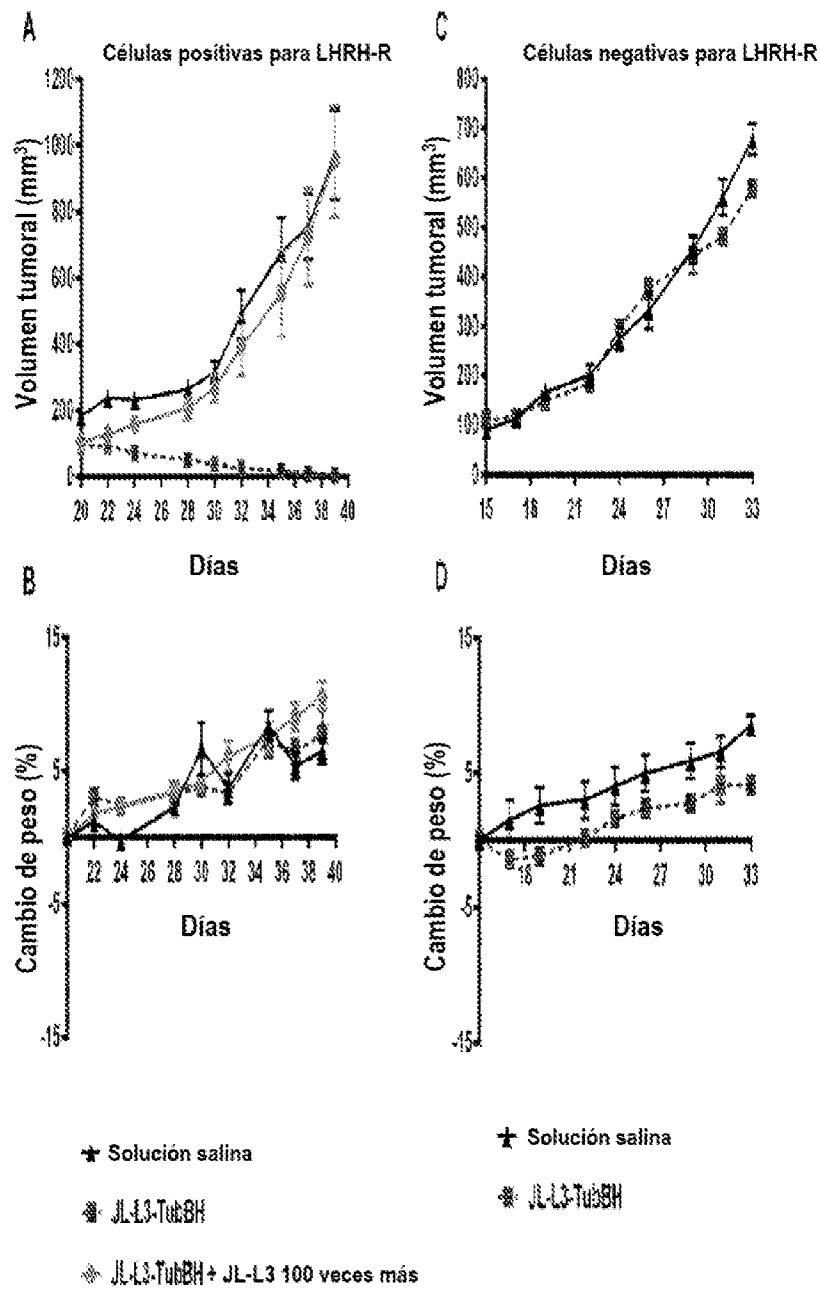 A
Células positivas para LHRH-R
Volumen tumoral (mm³)
1200
1000
800
600
400
200
0
20 22 24 26 28 30 32 34 36 38 40
Días
C
Células negativas para LHRH-R
Volumen tumoral (mm³)
800
700
600
500
400
300
200
100
0
15 18 21 24 27 30 33
Días
B
Cambio de peso (%)
15
5
-5
-15
22 24 26 28 30 32 34 36 38 40
Días
D
Cambio de peso (%)
15
5
-5
-15
18 21 24 27 30 33
Días
Solución salina
JL-L3-TubBH
JL-L3-TubBH + JL-L3 100 veces más
Solución salina
JL-L3-TubBH